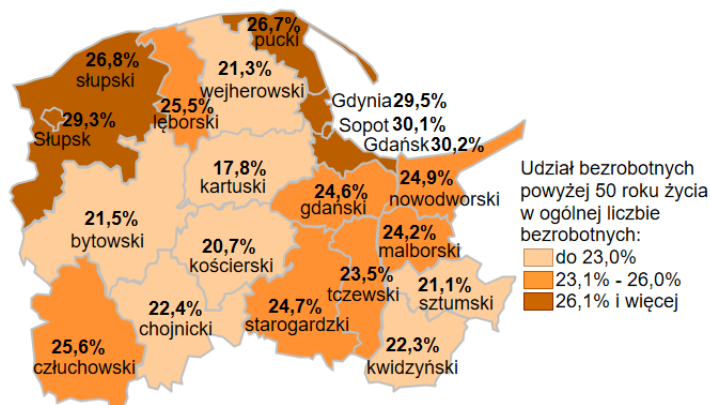 26,7%
pucki
26,8%
słupski
21,3%
wejherowski
Gdynia 29,5%
25,5%
lęborski
29,3%
Słupsk
Sopot 30,1%
Gdańsk 30,2%
17,8%
kartuski
24,6%
gdański
24,9%
nowodworski
Udział bezrobotnych
powyżej 50 roku życia
w ogólnej liczbie
bezrobotnych:
do 23,0%
23,1% - 26,0%
26,1% i więcej
21,5%
bytowski
20,7%
kościerski
24,2%
malborski
23,5%
tczewski
21,1%
sztumski
22,4%
chojnicki
24,7%
starogardzki
25,6%
człuchowski
22,3%
kwidzyński